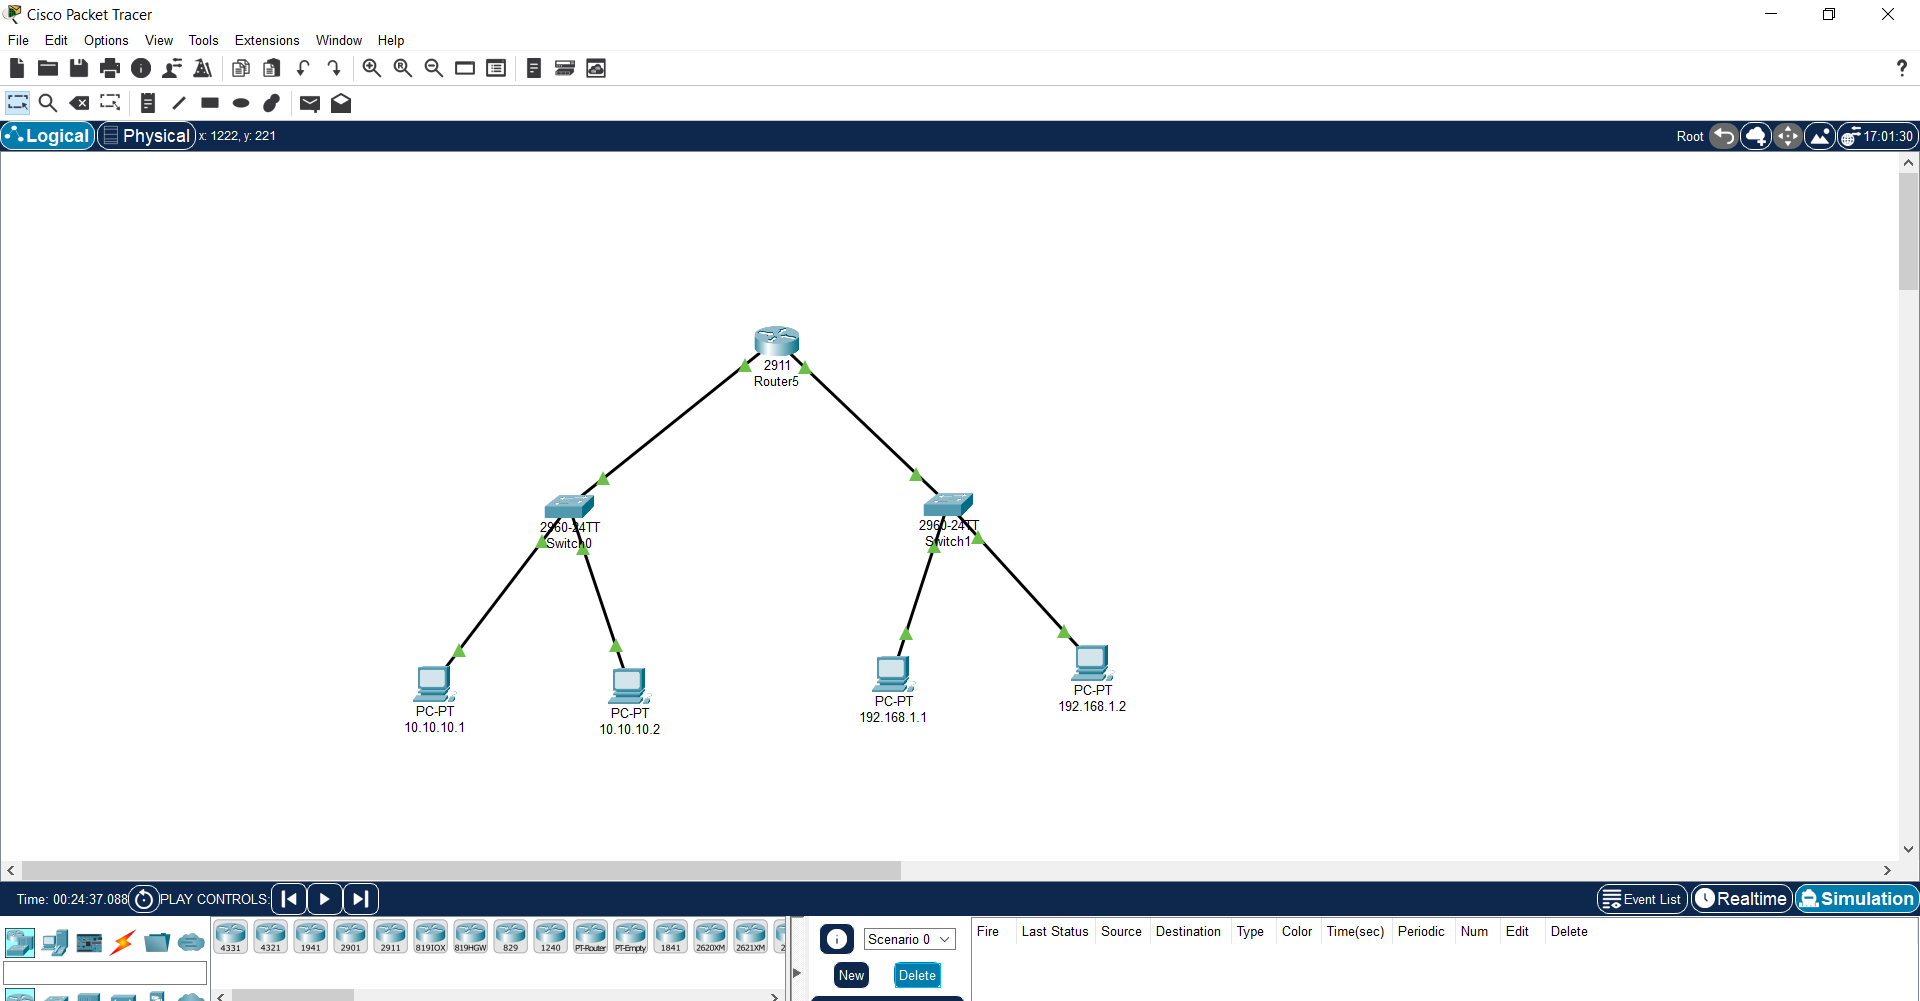 Cisco Packet Tracer
File Edit Options View Tools Extensions Window Help
?
Logical Physical x: 1222, y: 221 Root 17:01:30
2911
Router5
2960-24TT
Switch0
2960-24TT
Switch1
PC-PT
10.10.10.1
PC-PT
10.10.10.2
PC-PT
192.168.1.1
PC-PT
192.168.1.2
Time: 00:24:37.088 PLAY CONTROLS: Event List Realtime Simulation
4331 4321 1941 2901 2911 819IOX 819HGW 829 1240 PT-Router PT-Empty 1841 2620XM 2621XM
Scenario 0
New Delete
Fire Last Status Source Destination Type Color Time(sec) Periodic Num Edit Delete